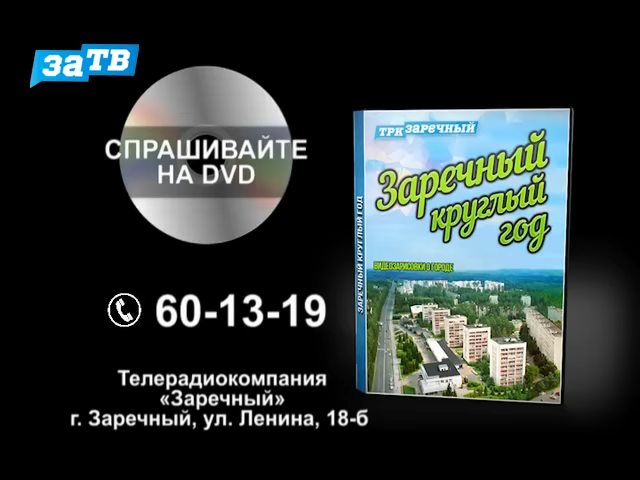 заТВ
СПРАШИВАЙТЕ
НА DVD
60-13-19
Телерадиокомпания
«Заречный»
г. Заречный, ул. Ленина, 18-б
ТРК заречный
Заречный
круглый
год
ВИДЕОЗАРИСОВКИ О ГОРОДЕ
ЗАРЕЧНЫЙ КРУГЛЫЙ ГОД